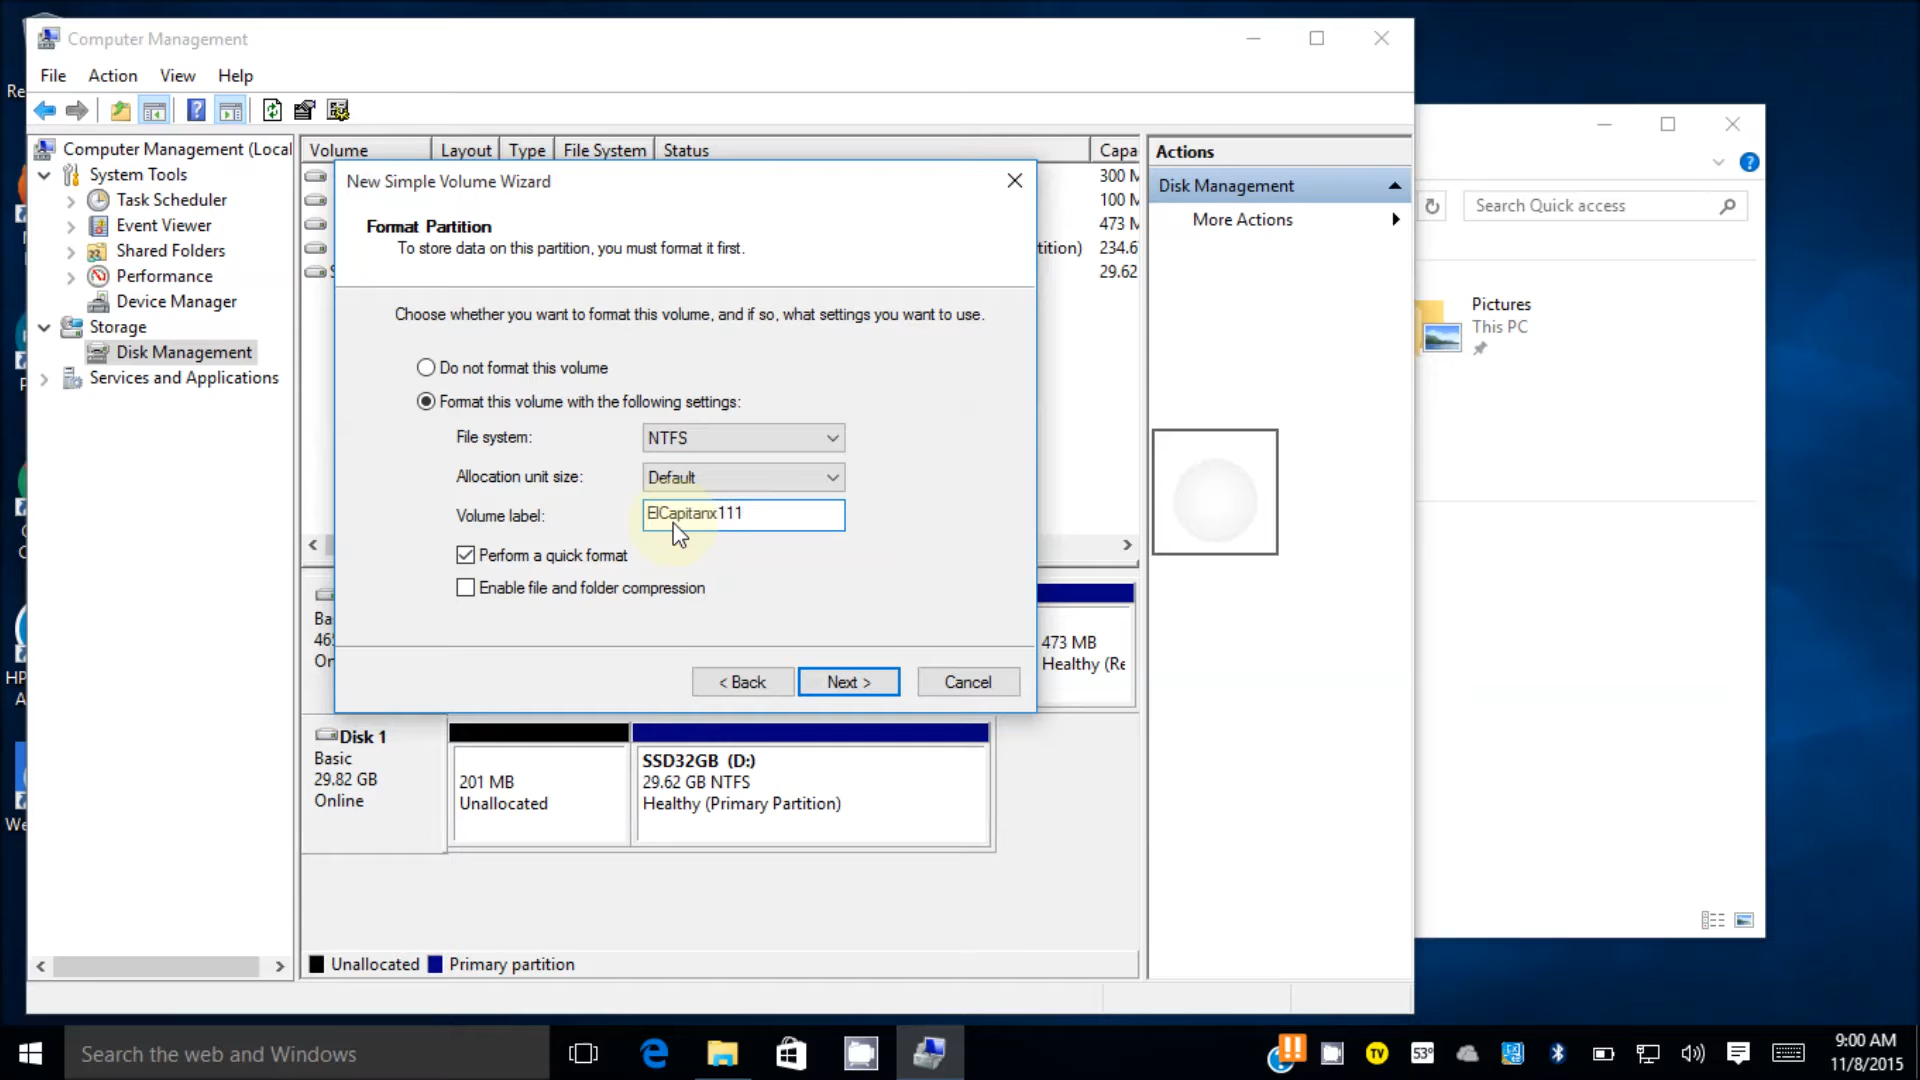 Computer Management
File Action View Help
Computer Management (Local
System Tools
Task Scheduler
Event Viewer
Shared Folders
Performance
Device Manager
Storage
Disk Management
Services and Applications
Volume Layout Type File System Status Capa
300 M
100 M
473 M
tition) 234.6
29.62
New Simple Volume Wizard
Format Partition
To store data on this partition, you must format it first.
Choose whether you want to format this volume, and if so, what settings you want to use.
Do not format this volume
Format this volume with the following settings:
File system: NTFS
Allocation unit size: Default
Volume label: ElCapitanx111
Perform a quick format
Enable file and folder compression
< Back Next > Cancel
Ba
465
On
473 MB
Healthy (Re
Disk 1
Basic
29.82 GB
Online
201 MB
Unallocated
SSD32GB (D:)
29.62 GB NTFS
Healthy (Primary Partition)
Unallocated Primary partition
Actions
Disk Management
More Actions
Search Quick access
Pictures
This PC
Re
HP
A
We
Search the web and Windows
TV
53°
9:00 AM
11/8/2015